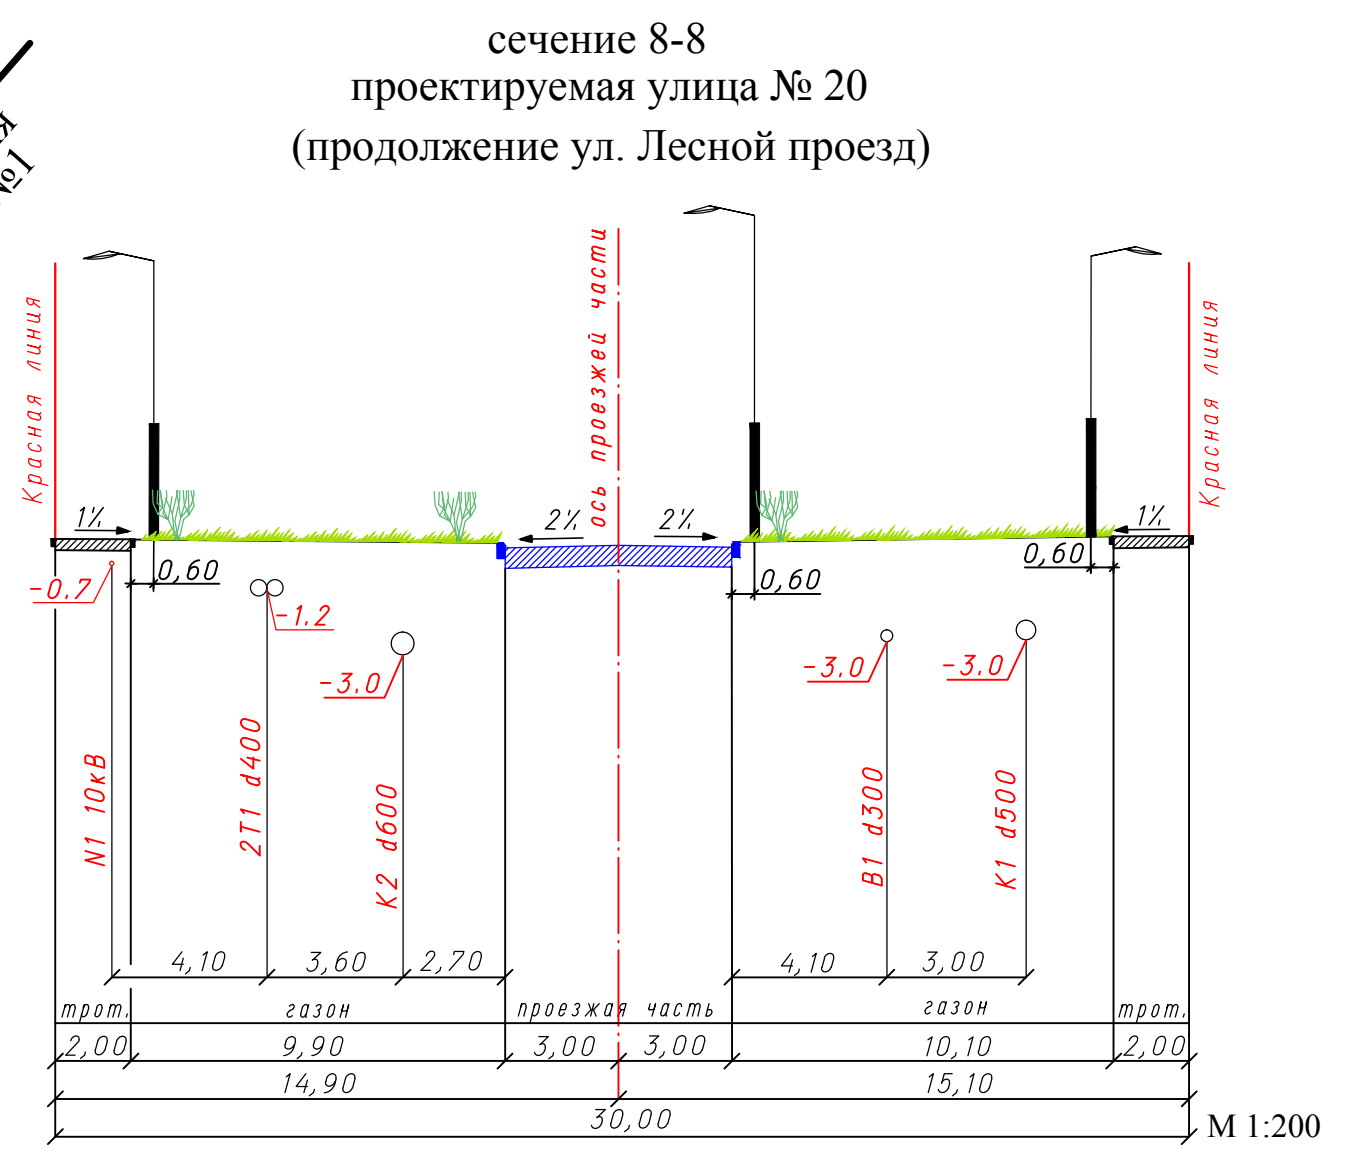 сечение 8-8
проектируемая улица № 20
(продолжение ул. Лесной проезд)
№1
Красная линия
ось проезжей части
Красная линия
1%
2%
2%
1%
0,60
0,60
0,60
-0.7
-1.2
-3.0
-3.0
-3.0
N1 10кВ
2Т1 d400
К2 d600
В1 d300
К1 d500
4,10 3,60 2,70 4,10 3,00
трот. газон проезжая часть газон трот.
2,00 9,90 3,00 3,00 10,10 2,00
14,90 15,10
30,00
М 1:200